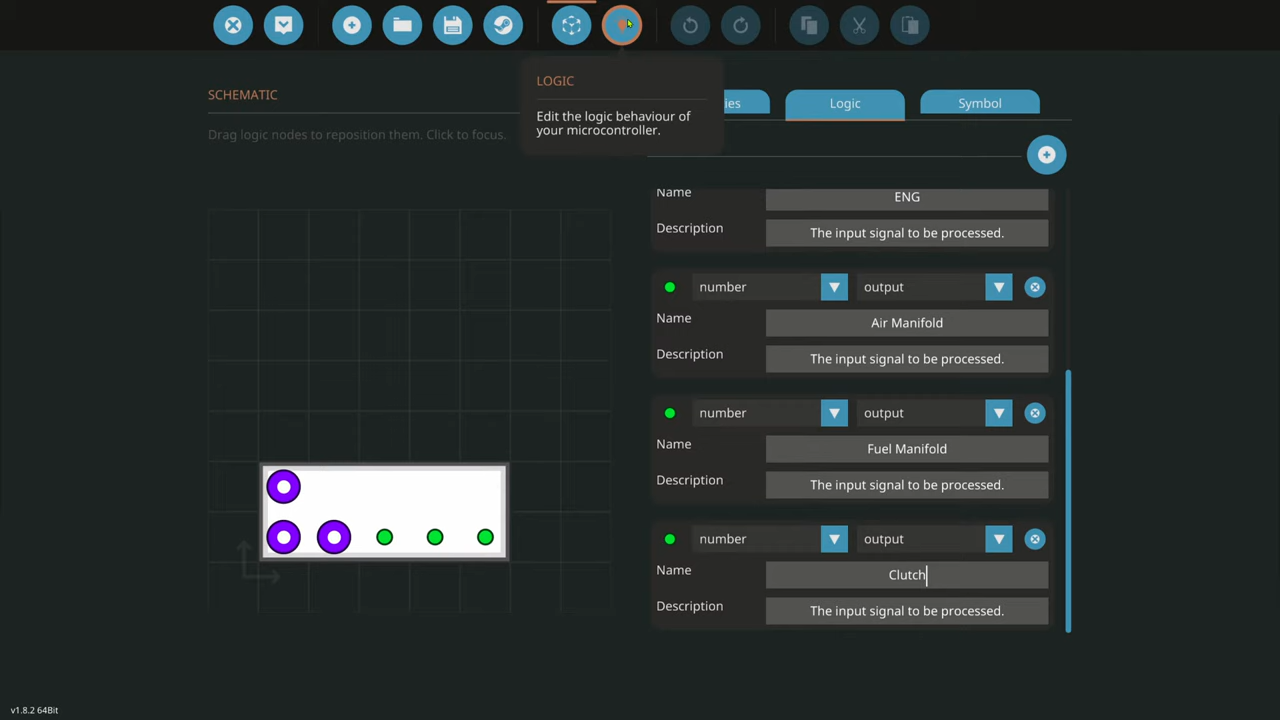 LOGIC
Edit the logic behaviour of
your microcontroller.
SCHEMATIC
Drag logic nodes to reposition them. Click to focus.
ies
Logic
Symbol
Name
ENG
Description
The input signal to be processed.
number
output
Name
Air Manifold
Description
The input signal to be processed.
number
output
Name
Fuel Manifold
Description
The input signal to be processed.
number
output
Name
Clutch
Description
The input signal to be processed.
v1.8.2 64Bit